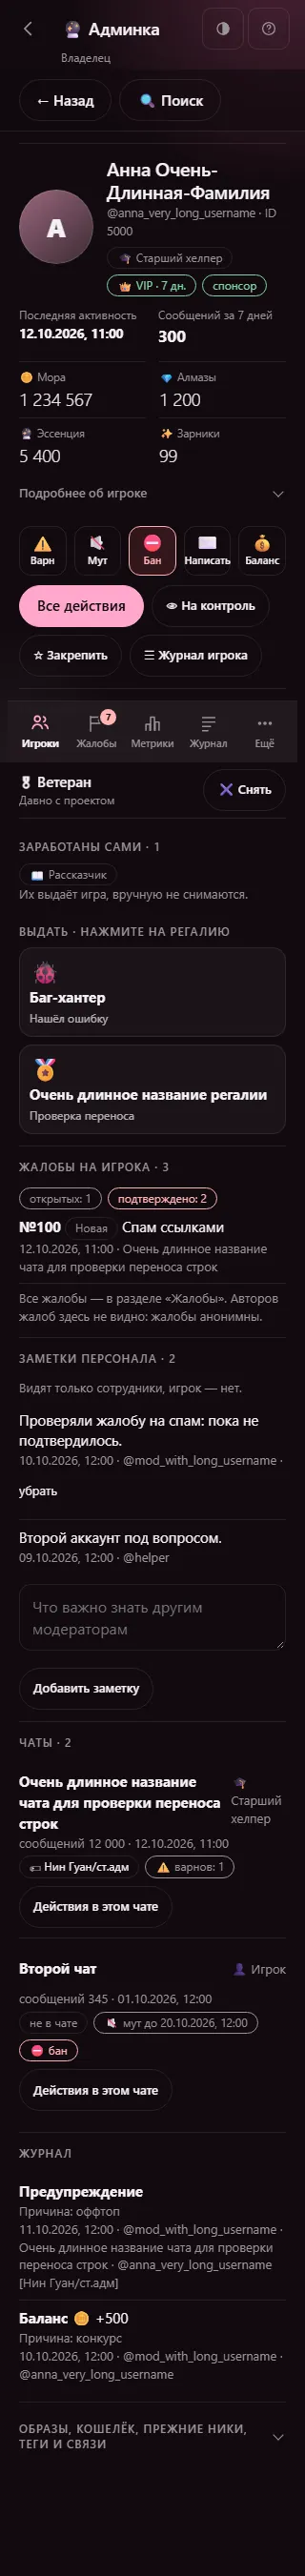 Админка
Владелец
← Назад
Поиск
Анна Очень-
Длинная-Фамилия
@anna_very_long_username · ID
5000
A
Старший хелпер
VIP · 7 дн.
спонсор
Последняя активность
12.10.2026, 11:00
Сообщений за 7 дней
300
Мора
1 234 567
Алмазы
1 200
Эссенция
5 400
Зарники
99
Подробнее об игроке
Варн
Мут
Бан
Написать
Баланс
Все действия
На контроль
☆ Закрепить
☰ Журнал игрока
Игроки
Жалобы
7
Метрики
Журнал
Ещё
Ветеран
Давно с проектом
Снять
ЗАРАБОТАНЫ САМИ · 1
Рассказчик
Их выдаёт игра, вручную не снимаются.
ВЫДАТЬ · НАЖМИТЕ НА РЕГАЛИЮ
Баг-хантер
Нашёл ошибку
Очень длинное название регалии
Проверка переноса
ЖАЛОБЫ НА ИГРОКА · 3
открытых: 1
подтверждено: 2
№100 Новая Спам ссылками
12.10.2026, 11:00 · Очень длинное название
чата для проверки переноса строк
Все жалобы — в разделе «Жалобы». Авторов
жалоб здесь не видно: жалобы анонимны.
ЗАМЕТКИ ПЕРСОНАЛА · 2
Видят только сотрудники, игрок — нет.
Проверяли жалобу на спам: пока не
подтвердилось.
10.10.2026, 12:00 · @mod_with_long_username ·
убрать
Второй аккаунт под вопросом.
09.10.2026, 12:00 · @helper
Что важно знать другим
модераторам
Добавить заметку
ЧАТЫ · 2
Очень длинное название
чата для проверки переноса
строк
Старший
хелпер
сообщений 12 000 · 12.10.2026, 11:00
Нин Гуан/ст.адм
варнов: 1
Действия в этом чате
Второй чат
Игрок
сообщений 345 · 01.10.2026, 12:00
не в чате
мут до 20.10.2026, 12:00
бан
Действия в этом чате
ЖУРНАЛ
Предупреждение
Причина: оффтоп
11.10.2026, 12:00 · @mod_with_long_username ·
Очень длинное название чата для проверки
переноса строк · @anna_very_long_username
[Нин Гуан/ст.адм]
Баланс +500
Причина: конкурс
10.10.2026, 12:00 · @mod_with_long_username ·
@anna_very_long_username
ОБРАЗЫ, КОШЕЛЁК, ПРЕЖНИЕ НИКИ,
ТЕГИ И СВЯЗИ